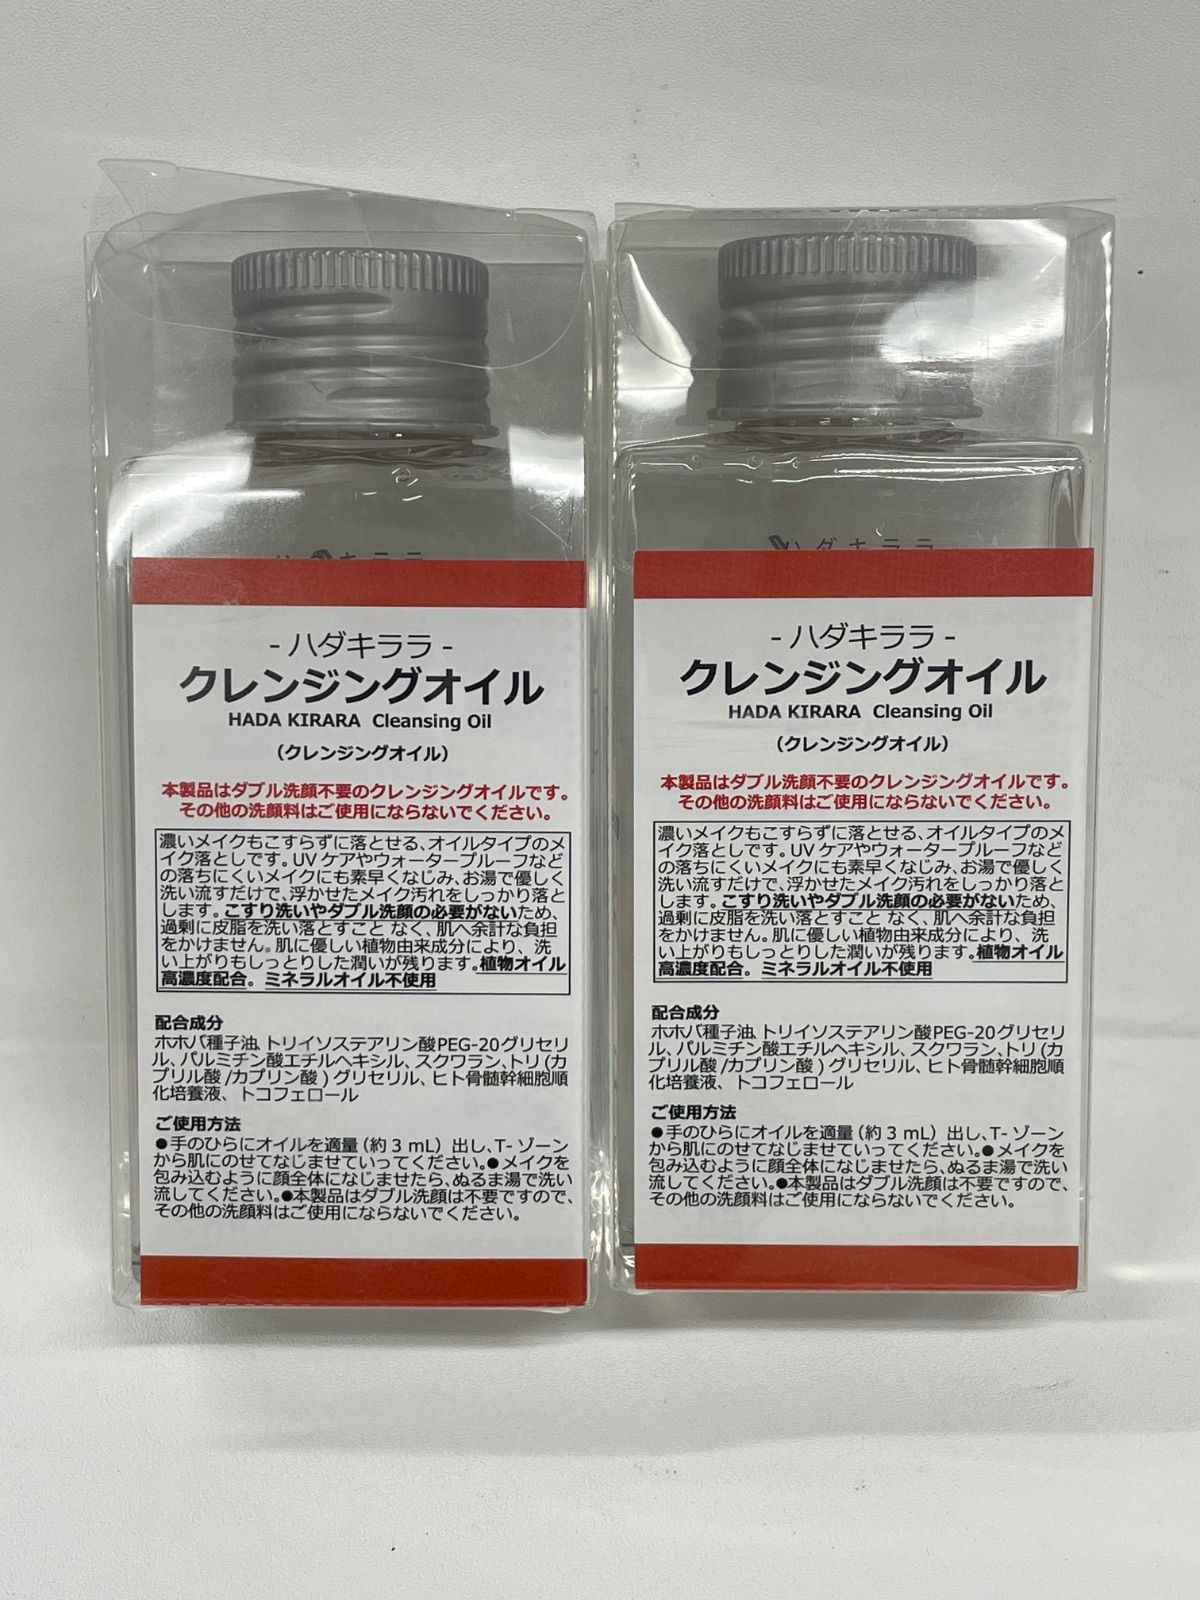 ハダキララ
- ハダキララ -
クレンジングオイル
HADA KIRARA Cleansing Oil
（クレンジングオイル）
本製品はダブル洗顔不要のクレンジングオイルです。
その他の洗顔料はご使用にならないでください。
濃いメイクもこすらずに落とせる、オイルタイプのメ
イク落としです。UVケアやウォータープルーフなど
の落ちにくいメイクにも素早くなじみ、お湯で優しく
洗い流すだけで、浮かせたメイク汚れをしっかり落と
します。こすり洗いやダブル洗顔の必要がないため、
過剰に皮脂を洗い落とすこと なく、肌へ余計な負担
をかけません。肌に優しい植物由来成分により、洗
い上がりもしっとりした潤いが残ります。植物オイル
高濃度配合。ミネラルオイル不使用
配合成分
ホホバ種子油、トリイソステアリン酸PEG-20グリセリ
ル、パルミチン酸エチルヘキシル、スクワラン、トリ(カ
プリル酸/カプリン酸)グリセリル、ヒト骨髄幹細胞順
化培養液、トコフェロール
ご使用方法
●手のひらにオイルを適量（約3 mL）出し、T-ゾーン
から肌にのせてなじませていってください。●メイクを
包み込むように顔全体になじませたら、ぬるま湯で洗い
流してください。●本製品はダブル洗顔は不要ですので、
その他の洗顔料はご使用にならないでください。
ハダキララ
- ハダキララ -
クレンジングオイル
HADA KIRARA Cleansing Oil
（クレンジングオイル）
本製品はダブル洗顔不要のクレンジングオイルです。
その他の洗顔料はご使用にならないでください。
濃いメイクもこすらずに落とせる、オイルタイプのメ
イク落としです。UVケアやウォータープルーフなど
の落ちにくいメイクにも素早くなじみ、お湯で優しく
洗い流すだけで、浮かせたメイク汚れをしっかり落と
します。こすり洗いやダブル洗顔の必要がないため、
過剰に皮脂を洗い落とすこと なく、肌へ余計な負担
をかけません。肌に優しい植物由来成分により、洗
い上がりもしっとりした潤いが残ります。植物オイル
高濃度配合。ミネラルオイル不使用
配合成分
ホホバ種子油、トリイソステアリン酸PEG-20グリセリ
ル、パルミチン酸エチルヘキシル、スクワラン、トリ(カ
プリル酸/カプリン酸)グリセリル、ヒト骨髄幹細胞順
化培養液、トコフェロール
ご使用方法
●手のひらにオイルを適量（約3 mL）出し、T-ゾーン
から肌にのせてなじませていってください。●メイクを
包み込むように顔全体になじませたら、ぬるま湯で洗い
流してください。●本製品はダブル洗顔は不要ですので、
その他の洗顔料はご使用にならないでください。